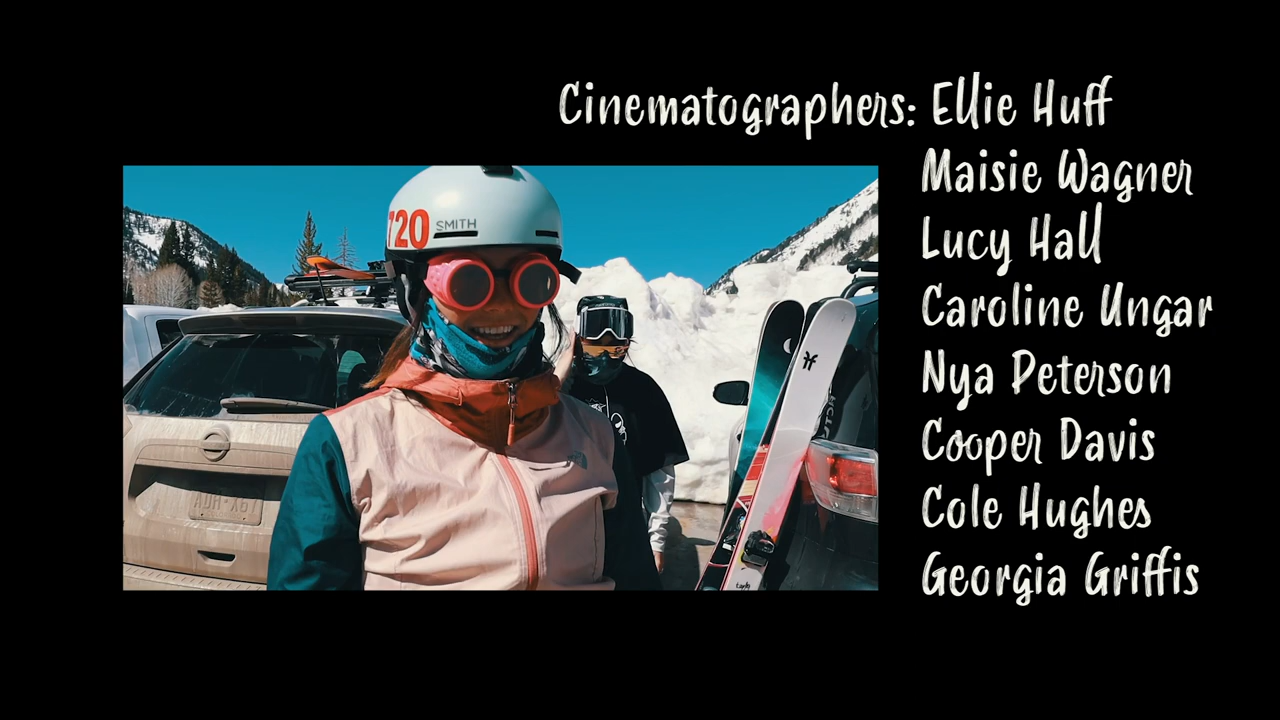 Cinematographers: Ellie Huff
Maisie Wagner
Lucy Hall
Caroline Ungar
Nya Peterson
Cooper Davis
Cole Hughes
Georgia Griffis
720 SMITH